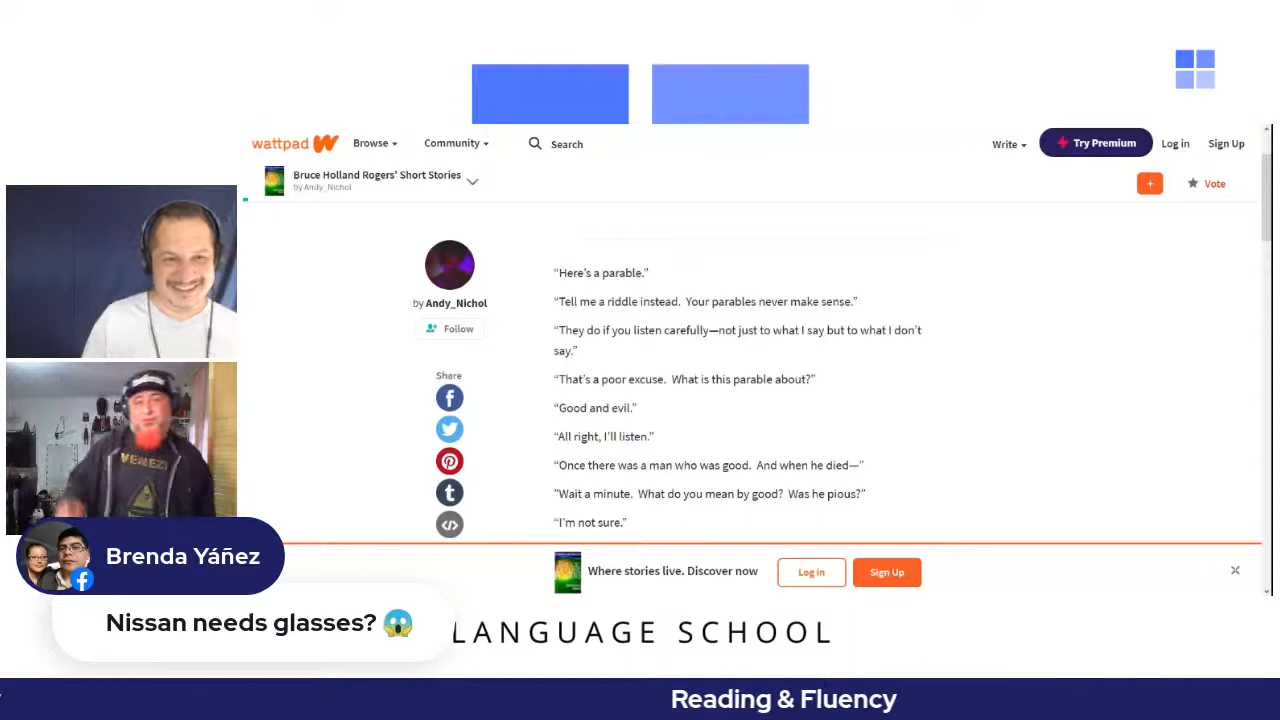 wattpad
Browse
Community
Search
Write
Try Premium
Log in
Sign Up
Bruce Holland Rogers' Short Stories
by Andy_Nichol
+
Vote
by Andy_Nichol
Follow
Share
“Here's a parable.”
“Tell me a riddle instead. Your parables never make sense.”
“They do if you listen carefully—not just to what I say but to what I don't
say.”
“That's a poor excuse. What is this parable about?”
“Good and evil.”
“All right, I'll listen.”
“Once there was a man who was good. And when he died—”
"Wait a minute. What do you mean by good? Was he pious?”
“I'm not sure.”
VENEZ
Where stories live. Discover now
Log in
Sign Up
Brenda Yáñez
Nissan needs glasses? 😱
LANGUAGE SCHOOL
Reading & Fluency